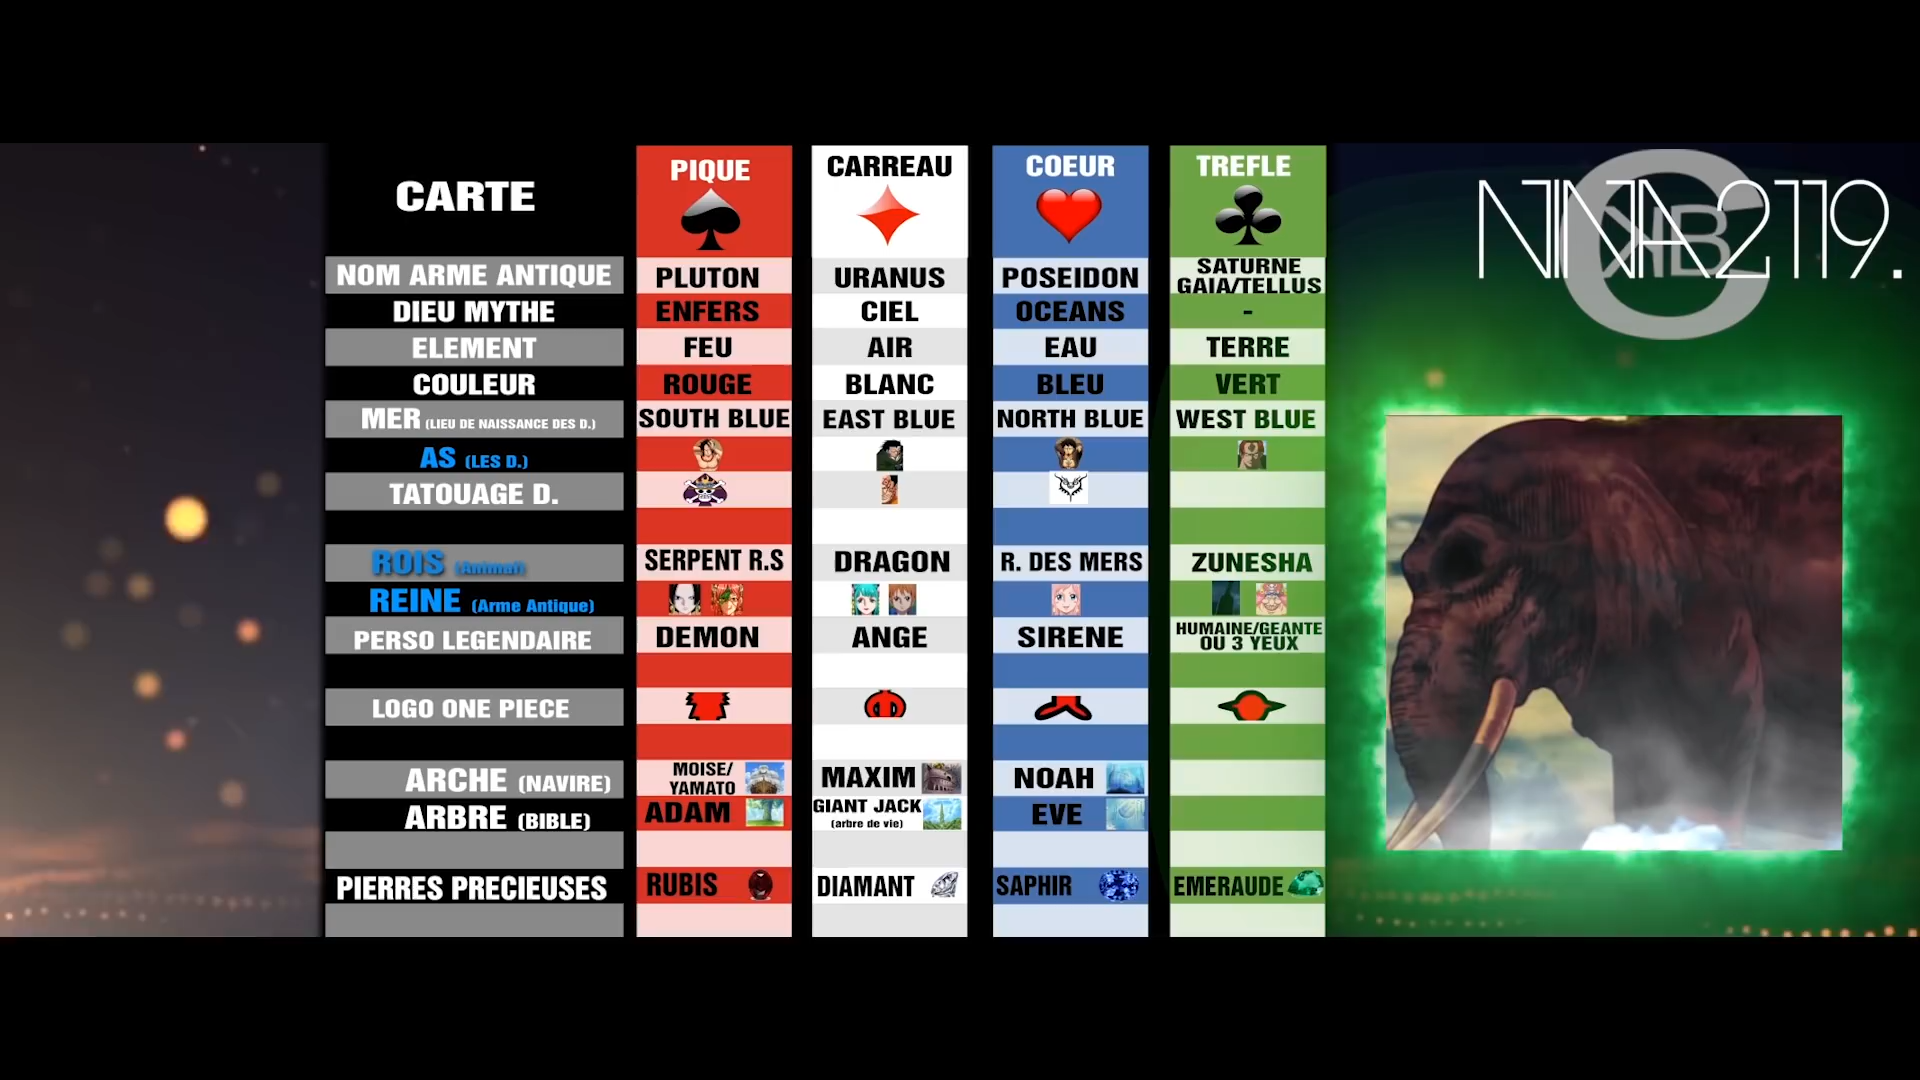 CARTE PIQUE CARREAU COEUR TREFLE
NINJA 2119.
CKB
NOM ARME ANTIQUE PLUTON URANUS POSEIDON SATURNE
GAIA/TELLUS
DIEU MYTHE ENFERS CIEL OCEANS -
ELEMENT FEU AIR EAU TERRE
COULEUR ROUGE BLANC BLEU VERT
MER (LIEU DE NAISSANCE DES D.) SOUTH BLUE EAST BLUE NORTH BLUE WEST BLUE
AS (LES D.)
TATOUAGE D.
ROIS (Animal) SERPENT R.S DRAGON R. DES MERS ZUNESHA
REINE (Arme Antique)
PERSO LEGENDAIRE DEMON ANGE SIRENE HUMAINE/GEANTE
OU 3 YEUX
LOGO ONE PIECE
ARCHE (NAVIRE) MOISE/
YAMATO MAXIM NOAH
ARBRE (BIBLE) ADAM GIANT JACK
(arbre de vie) EVE
PIERRES PRECIEUSES RUBIS DIAMANT SAPHIR EMERAUDE